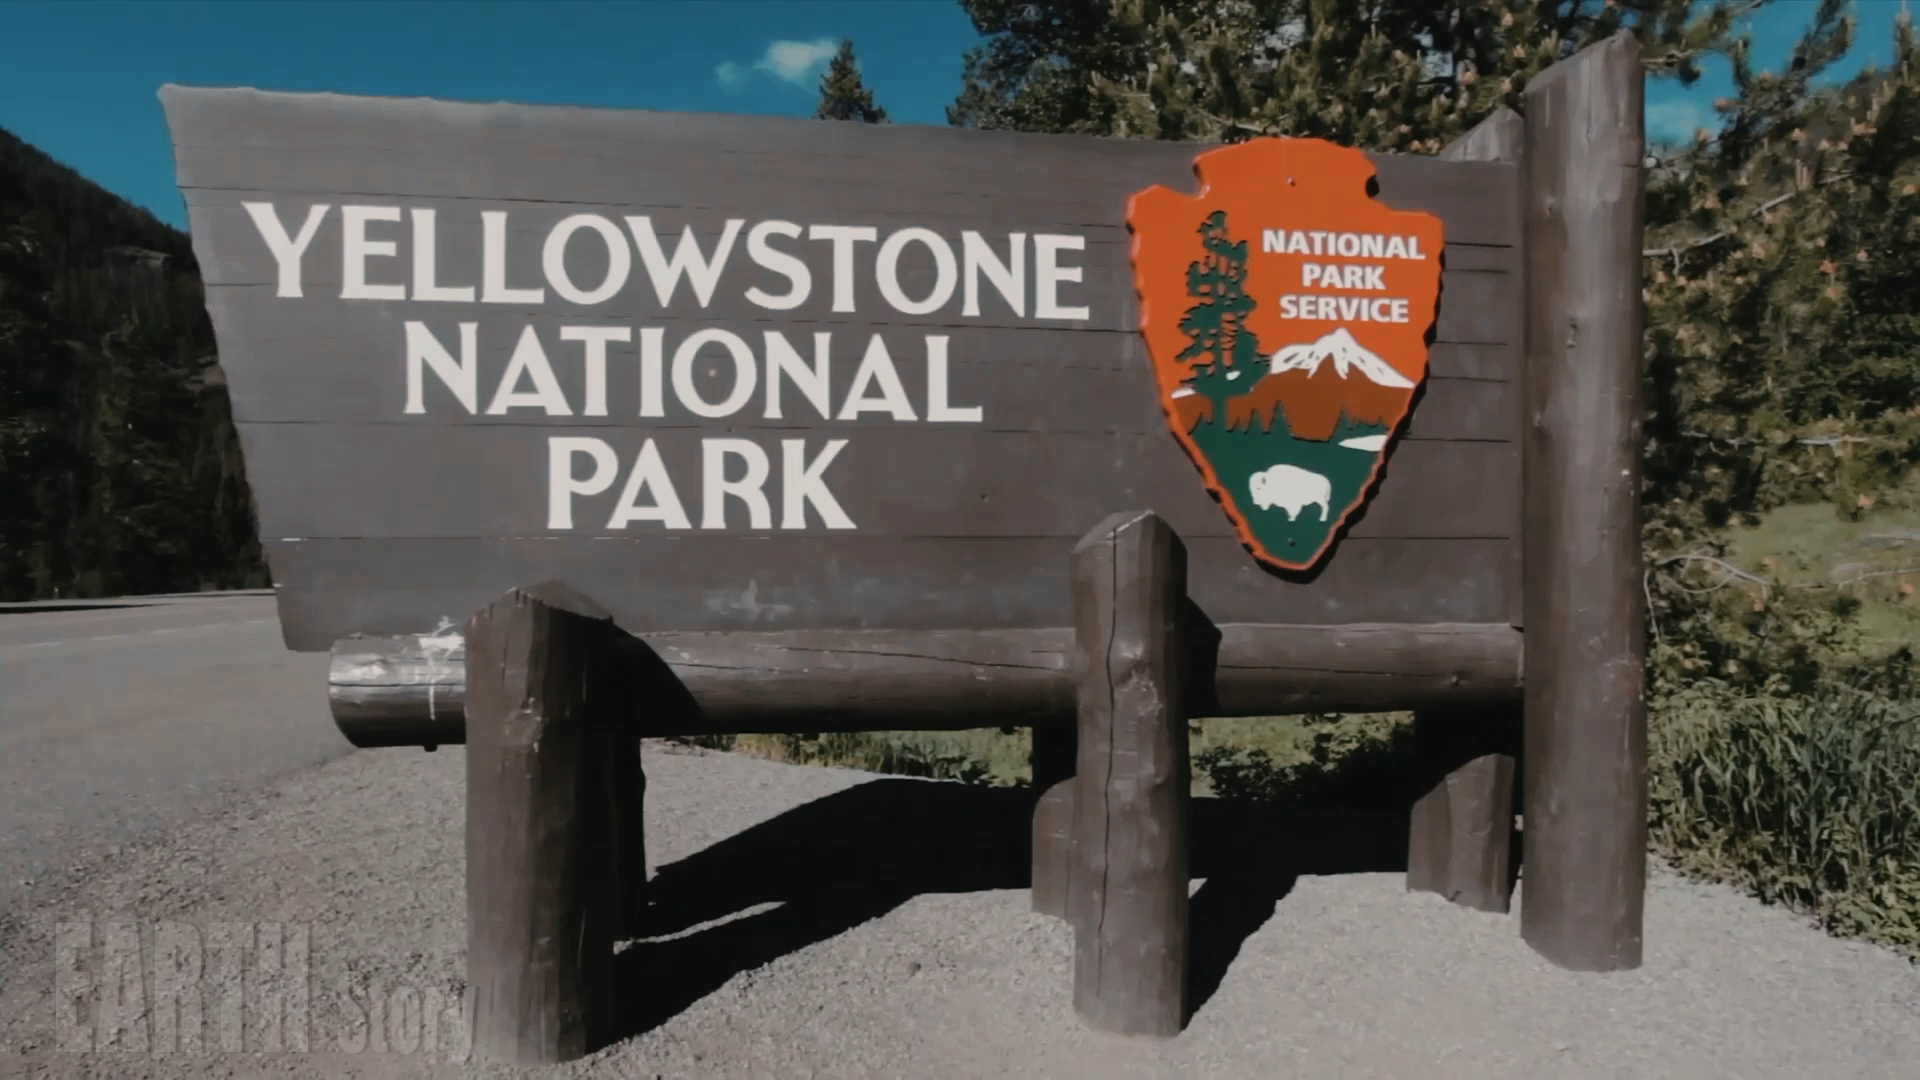 YELLOWSTONE
NATIONAL
PARK
NATIONAL
PARK
SERVICE
EARTH Story